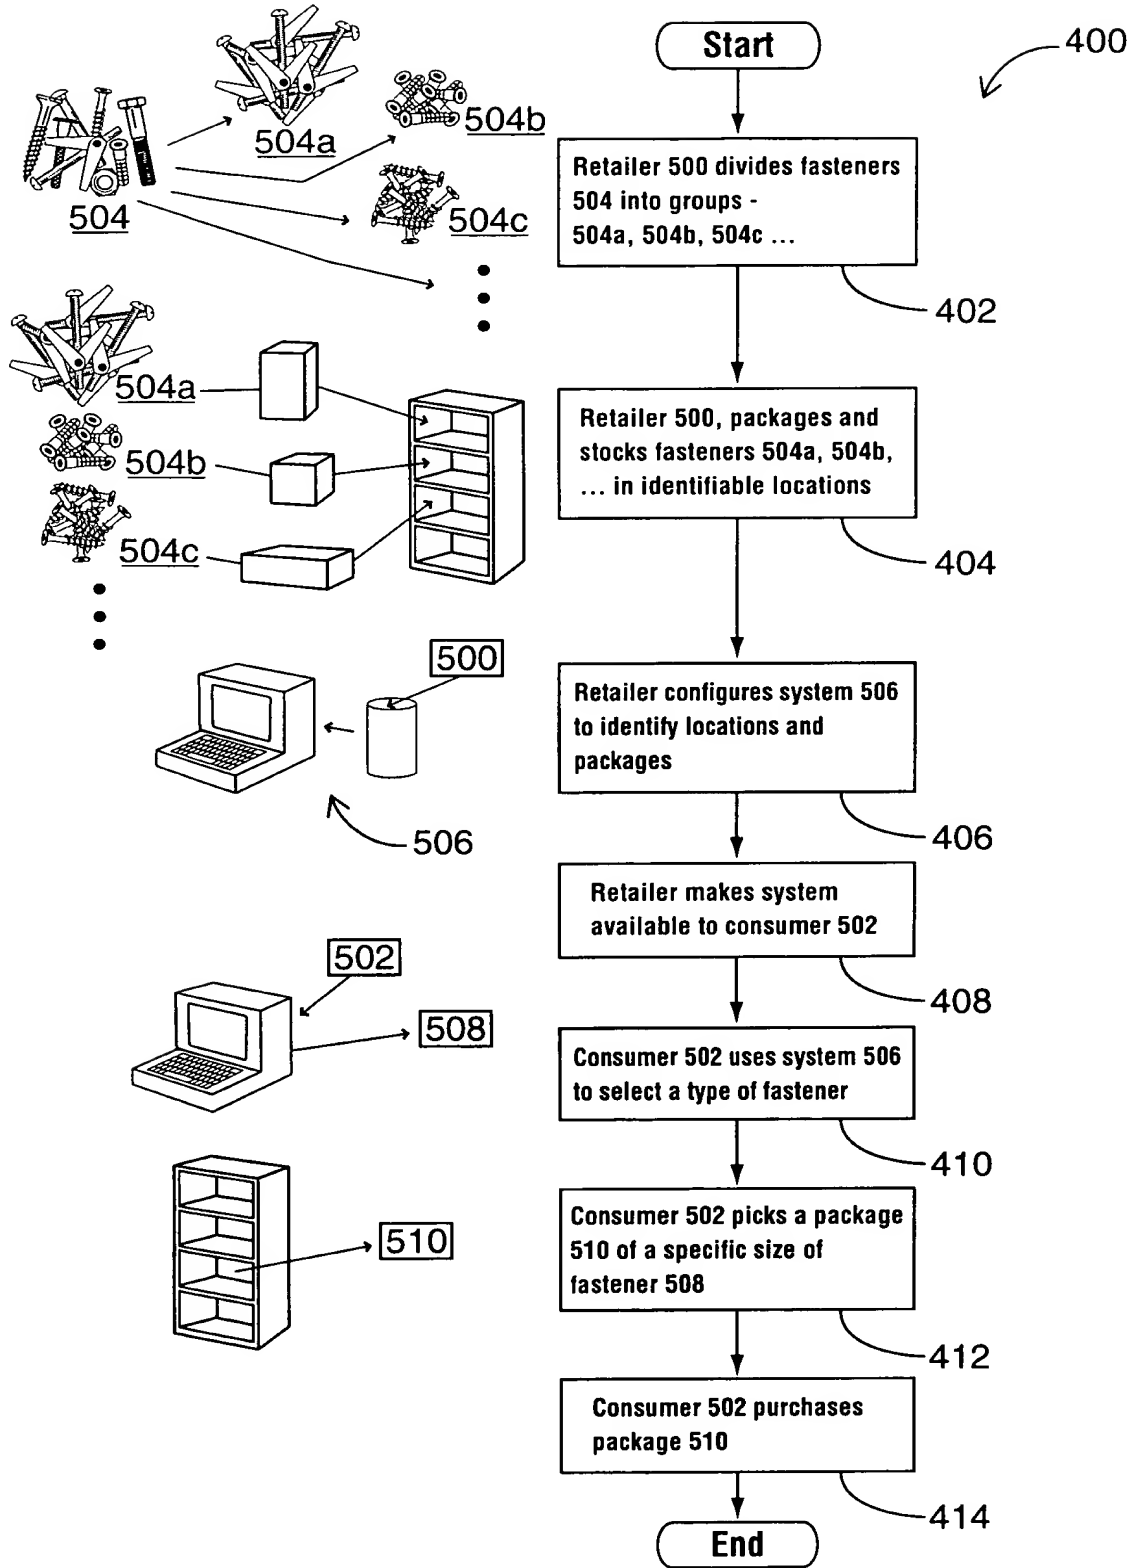 Start
400
504a
504b
504
504c
Retailer 500 divides fasteners
504 into groups -
504a, 504b, 504c ...
402
504a
504b
504c
Retailer 500, packages and
stocks fasteners 504a, 504b,
... in identifiable locations
404
500
506
Retailer configures system 506
to identify locations and
packages
406
Retailer makes system
available to consumer 502
408
502
508
Consumer 502 uses system 506
to select a type of fastener
410
510
Consumer 502 picks a package
510 of a specific size of
fastener 508
412
Consumer 502 purchases
package 510
414
End